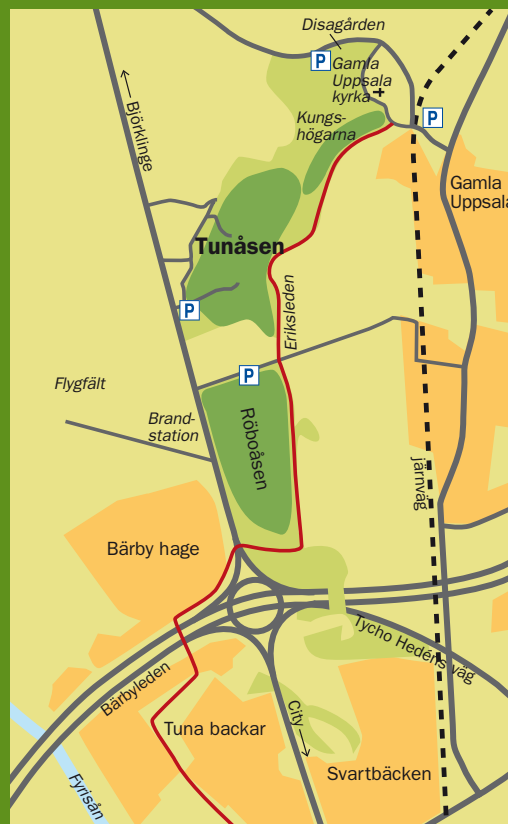 Disagården
P
Gamla
Uppsala
kyrka
P
Kungs-
högarna
← Björklinge
Gamla
Uppsala
Tunåsen
P
Eriksleden
P
Flygfält
Brand-
station
Röboåsen
järnväg
Bärby hage
Tycho Hedéns väg
Bärbyleden
City →
Tuna backar
Svartbäcken
Fyrisån